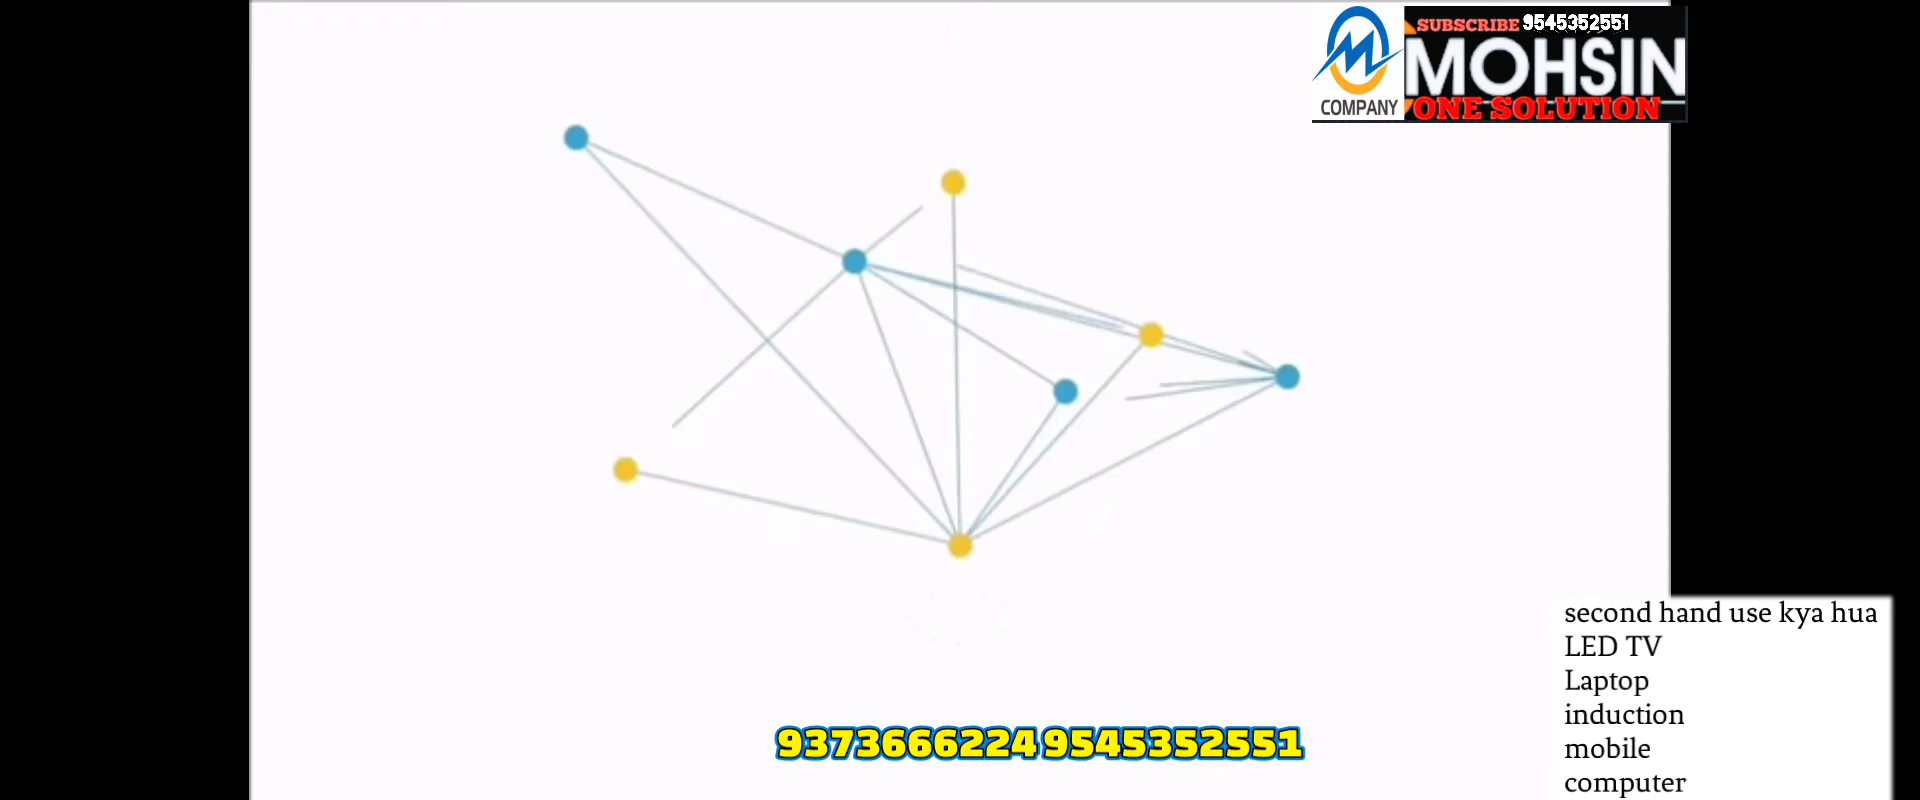 SUBSCRIBE 9545352551
MOHSIN
COMPANY
ONE SOLUTION
second hand use kya hua
LED TV
Laptop
induction
mobile
computer
9373666224 9545352551